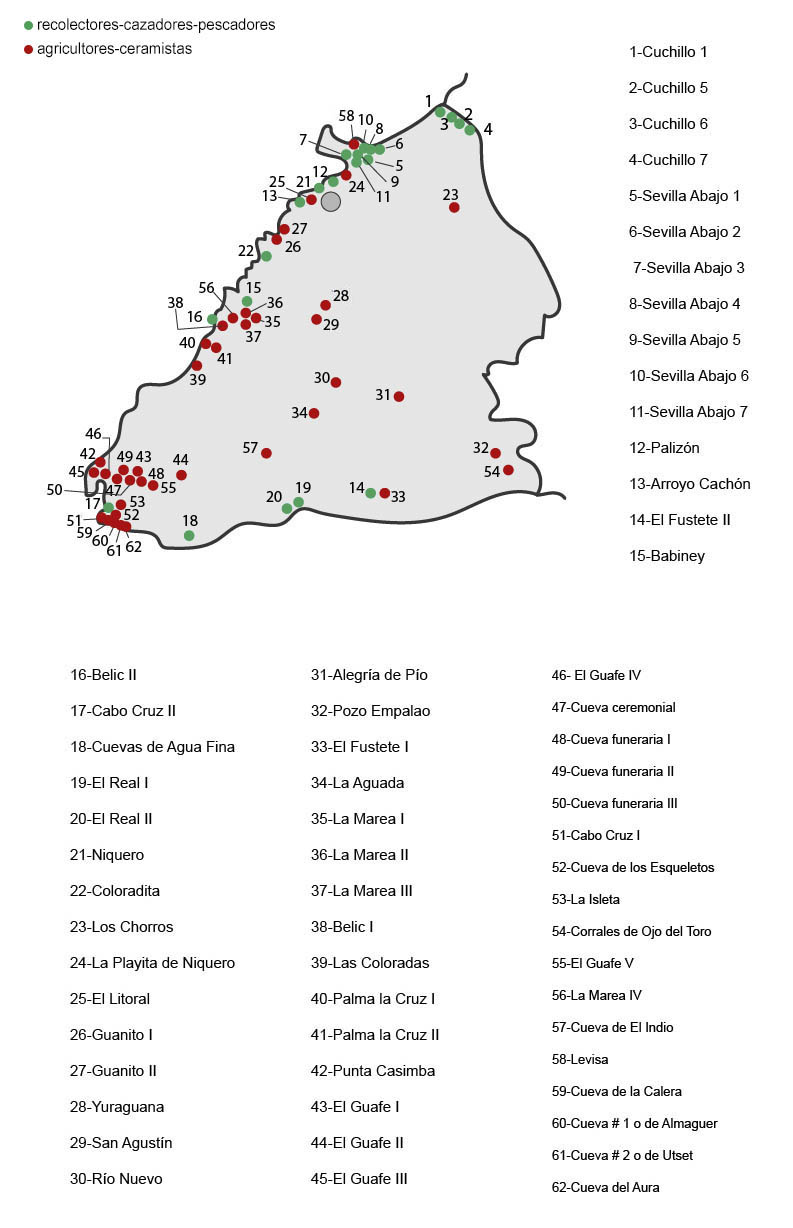 recolectores-cazadores-pescadores
agricultores-ceramistas
1-Cuchillo 1
2-Cuchillo 5
3-Cuchillo 6
4-Cuchillo 7
5-Sevilla Abajo 1
6-Sevilla Abajo 2
7-Sevilla Abajo 3
8-Sevilla Abajo 4
9-Sevilla Abajo 5
10-Sevilla Abajo 6
11-Sevilla Abajo 7
12-Palizón
13-Arroyo Cachón
14-El Fustete II
15-Babiney
1
2
3
4
58
10
8
7
6
5
9
11
12
24
25
21
13
23
27
26
22
56
15
38
36
16
35
37
28
29
40
41
39
30
31
34
57
32
54
46
42
49
43
44
45
48
50
47
55
17
53
52
51
59
60
61
62
18
20
19
14
33
16-Belic II
17-Cabo Cruz II
18-Cuevas de Agua Fina
19-El Real I
20-El Real II
21-Niquero
22-Coloradita
23-Los Chorros
24-La Playita de Niquero
25-El Litoral
26-Guanito I
27-Guanito II
28-Yuraguana
29-San Agustín
30-Río Nuevo
31-Alegría de Pío
32-Pozo Empalao
33-El Fustete I
34-La Aguada
35-La Marea I
36-La Marea II
37-La Marea III
38-Belic I
39-Las Coloradas
40-Palma la Cruz I
41-Palma la Cruz II
42-Punta Casimba
43-El Guafe I
44-El Guafe II
45-El Guafe III
46- El Guafe IV
47-Cueva ceremonial
48-Cueva funeraria I
49-Cueva funeraria II
50-Cueva funeraria III
51-Cabo Cruz I
52-Cueva de los Esqueletos
53-La Isleta
54-Corrales de Ojo del Toro
55-El Guafe V
56-La Marea IV
57-Cueva de El Indio
58-Levisa
59-Cueva de la Calera
60-Cueva # 1 o de Almaguer
61-Cueva # 2 o de Utset
62-Cueva del Aura